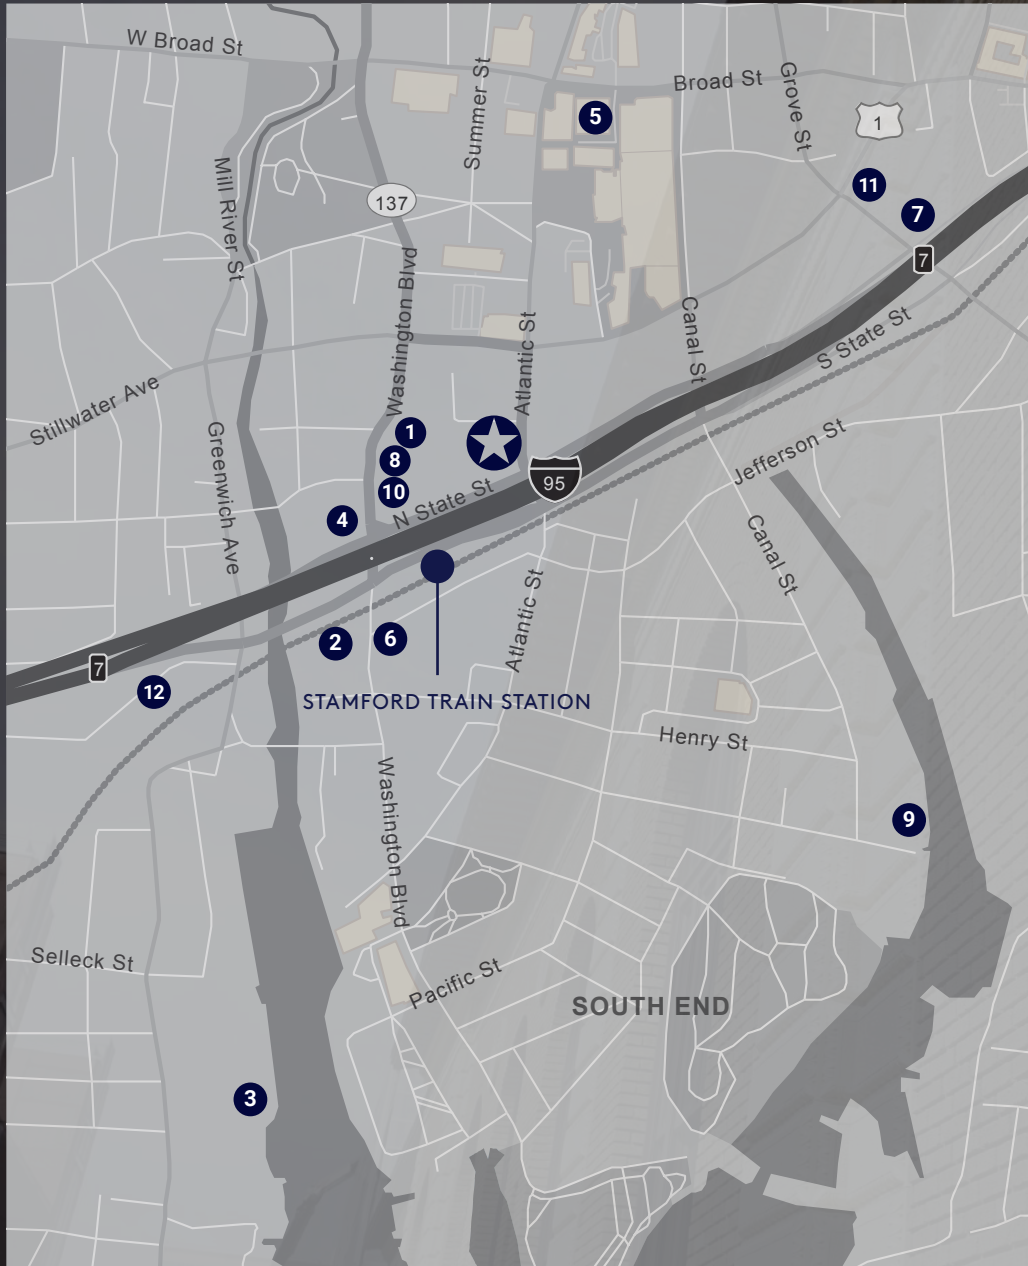 W Broad St
Broad St
Summer St
Grove St
5
1
Mill River St
137
11
7
7
Washington Blvd
Canal St
Atlantic St
S State St
Stillwater Ave
1
8
10
N State St
95
4
Greenwich Ave
Jefferson St
Canal St
Atlantic St
2
6
7
12
STAMFORD TRAIN STATION
Henry St
Washington Blvd
9
Selleck St
Pacific St
SOUTH END
3